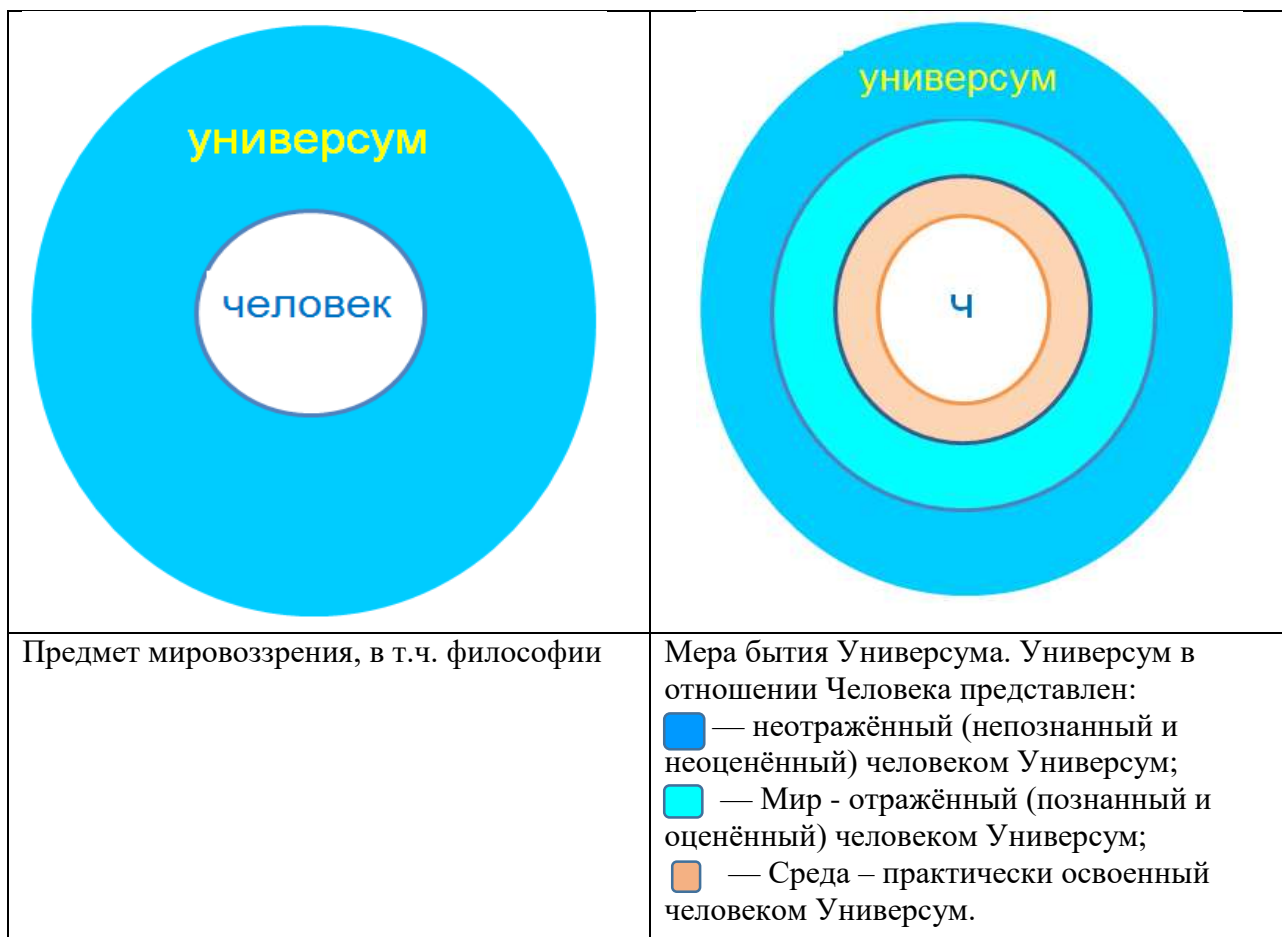 универсум
человек
универсум
ч
Предмет мировоззрения, в т.ч. философии
Мера бытия Универсума. Универсум в
отношении Человека представлен:
— неотражённый (непознанный и
неоценённый) человеком Универсум;
— Мир - отражённый (познанный и
оценённый) человеком Универсум;
— Среда – практически освоенный
человеком Универсум.